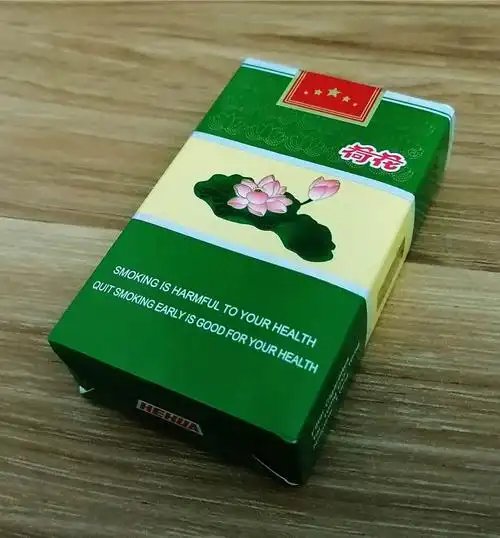 荷花
SMOKING IS HARMFUL TO YOUR HEALTH
QUIT SMOKING EARLY IS GOOD FOR YOUR HEALTH
HEHUA